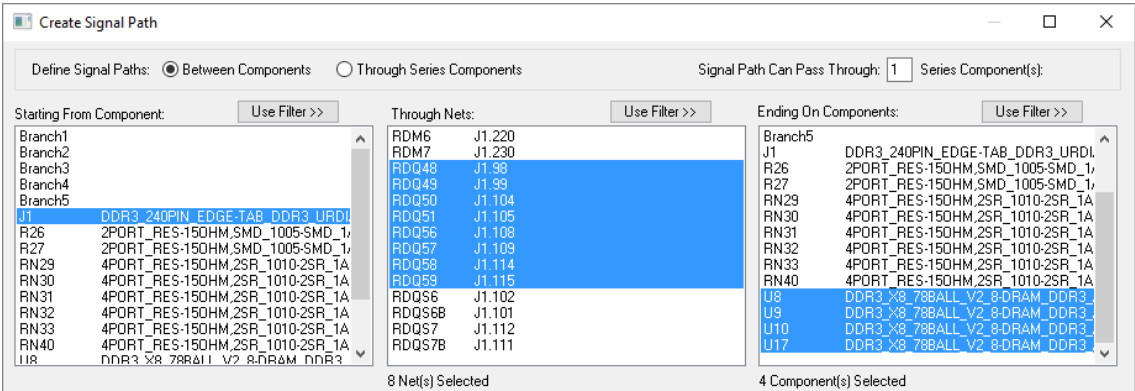 Create Signal Path
Define Signal Paths: Between Components Through Series Components Signal Path Can Pass Through: 1 Series Component(s):
Starting From Component: Use Filter >>
Branch1
Branch2
Branch3
Branch4
Branch5
J1 DDR3_240PIN_EDGE-TAB_DDR3_URDI
R26 2PORT_RES-15OHM,SMD_1005-SMD_1
R27 2PORT_RES-15OHM,SMD_1005-SMD_1
RN29 4PORT_RES-15OHM,2SR_1010-2SR_1A
RN30 4PORT_RES-15OHM,2SR_1010-2SR_1A
RN31 4PORT_RES-15OHM,2SR_1010-2SR_1A
RN32 4PORT_RES-15OHM,2SR_1010-2SR_1A
RN33 4PORT_RES-15OHM,2SR_1010-2SR_1A
RN40 4PORT_RES-15OHM,2SR_1010-2SR_1A
U8 DDR3_X8_78BALL_V2_8-DRAM_DDR3
Through Nets: Use Filter >>
RDM6 J1.220
RDM7 J1.230
RDQ48 J1.98
RDQ49 J1.99
RDQ50 J1.104
RDQ51 J1.105
RDQ56 J1.108
RDQ57 J1.109
RDQ58 J1.114
RDQ59 J1.115
RDQS6 J1.102
RDQS6B J1.101
RDQS7 J1.112
RDQS7B J1.111
8 Net(s) Selected
Ending On Components: Use Filter >>
Branch5
J1 DDR3_240PIN_EDGE-TAB_DDR3_URDI
R26 2PORT_RES-15OHM,SMD_1005-SMD_1
R27 2PORT_RES-15OHM,SMD_1005-SMD_1
RN29 4PORT_RES-15OHM,2SR_1010-2SR_1A
RN30 4PORT_RES-15OHM,2SR_1010-2SR_1A
RN31 4PORT_RES-15OHM,2SR_1010-2SR_1A
RN32 4PORT_RES-15OHM,2SR_1010-2SR_1A
RN33 4PORT_RES-15OHM,2SR_1010-2SR_1A
RN40 4PORT_RES-15OHM,2SR_1010-2SR_1A
U8 DDR3_X8_78BALL_V2_8-DRAM_DDR3_
U9 DDR3_X8_78BALL_V2_8-DRAM_DDR3_
U10 DDR3_X8_78BALL_V2_8-DRAM_DDR3_
U17 DDR3_X8_78BALL_V2_8-DRAM_DDR3_
4 Component(s) Selected